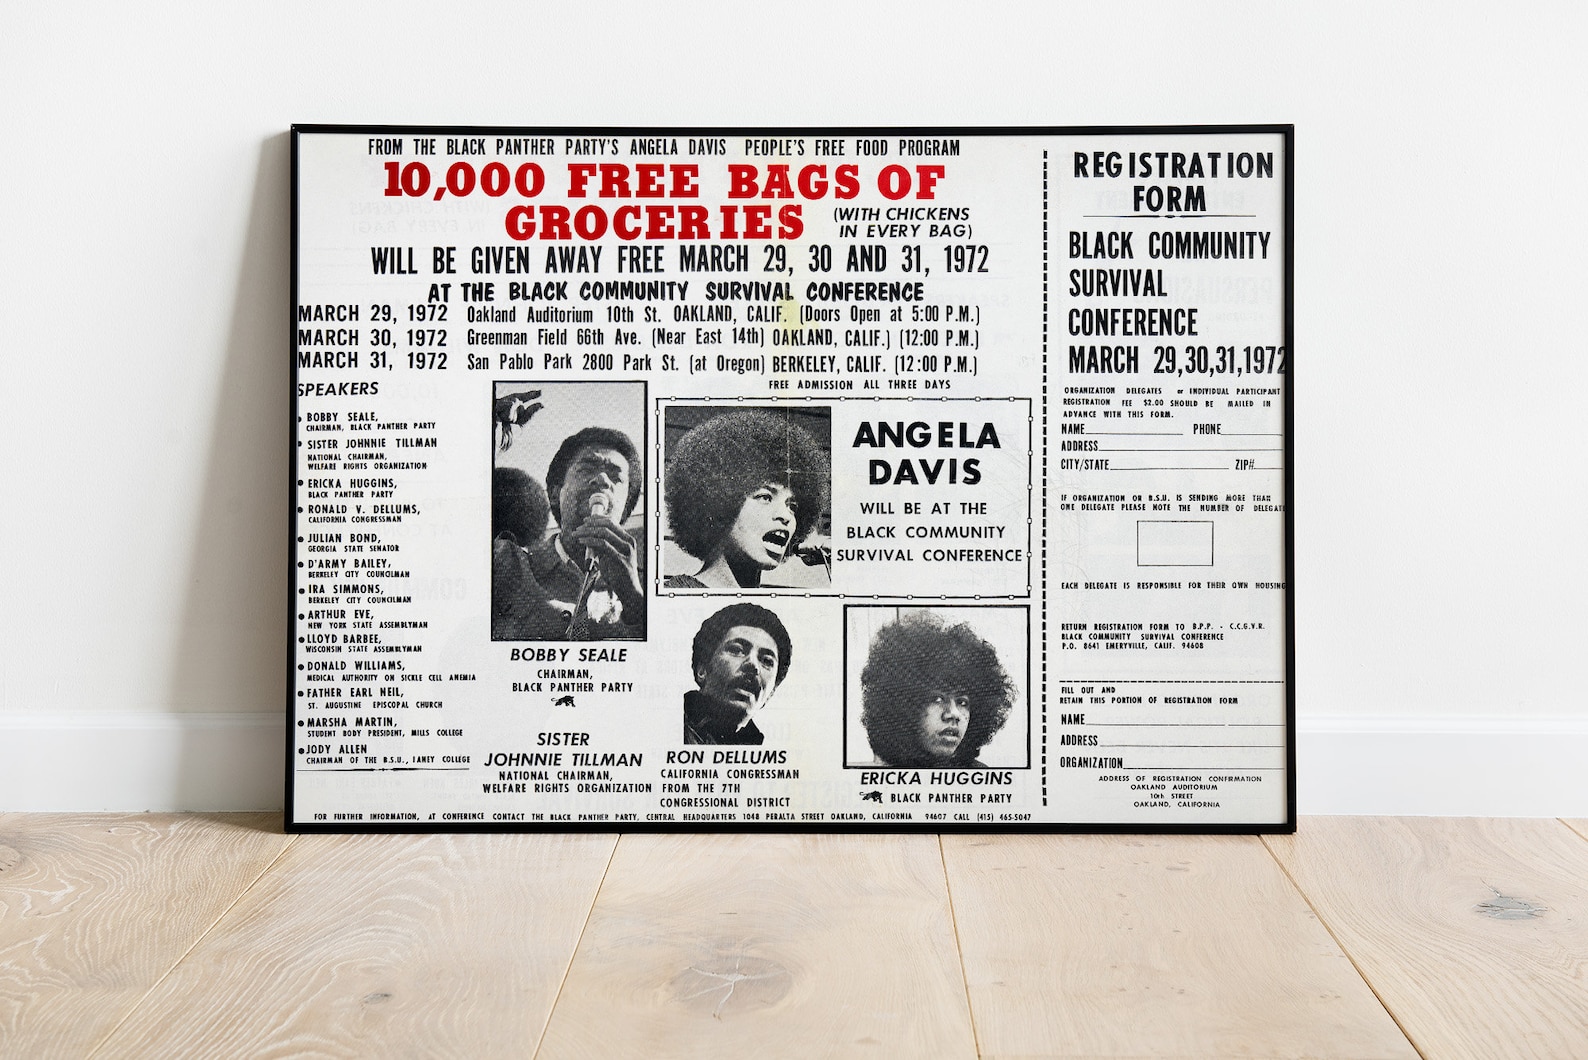 FROM THE BLACK PANTHER PARTY'S ANGELA DAVIS PEOPLE'S FREE FOOD PROGRAM
10,000 FREE BAGS OF
GROCERIES
(WITH CHICKENS
IN EVERY BAG)
WILL BE GIVEN AWAY FREE MARCH 29, 30 AND 31, 1972
AT THE BLACK COMMUNITY SURVIVAL CONFERENCE
MARCH 29, 1972 Oakland Auditorium 10th St. OAKLAND, CALIF. (Doors Open at 5:00 P.M.)
MARCH 30, 1972 Greenman Field 66th Ave. (Near East 14th) OAKLAND, CALIF.) (12:00 P.M.)
MARCH 31, 1972 San Pablo Park 2800 Park St. (at Oregon) BERKELEY, CALIF. (12:00 P.M.)
FREE ADMISSION ALL THREE DAYS
SPEAKERS
• BOBBY SEALE,
CHAIRMAN, BLACK PANTHER PARTY
• SISTER JOHNNIE TILLMAN
NATIONAL CHAIRMAN,
WELFARE RIGHTS ORGANIZATION
• ERICKA HUGGINS,
BLACK PANTHER PARTY
• RONALD V. DELLUMS,
CALIFORNIA CONGRESSMAN
• JULIAN BOND,
GEORGIA STATE SENATOR
• D'ARMY BAILEY,
BERKELEY CITY COUNCILMAN
• IRA SIMMONS,
BERKELEY CITY COUNCILMAN
• ARTHUR EVE,
NEW YORK STATE ASSEMBLYMAN
• LLOYD BARBEE,
WISCONSIN STATE ASSEMBLYMAN
• DONALD WILLIAMS,
MEDICAL AUTHORITY ON SICKLE CELL ANEMIA
• FATHER EARL NEIL,
ST. AUGUSTINE EPISCOPAL CHURCH
• MARSHA MARTIN,
STUDENT BODY PRESIDENT, MILLS COLLEGE
• JODY ALLEN
CHAIRMAN OF THE B.S.U., LANEY COLLEGE
BOBBY SEALE
CHAIRMAN,
BLACK PANTHER PARTY
ANGELA
DAVIS
WILL BE AT THE
BLACK COMMUNITY
SURVIVAL CONFERENCE
SISTER
JOHNNIE TILLMAN
NATIONAL CHAIRMAN,
WELFARE RIGHTS ORGANIZATION
RON DELLUMS
CALIFORNIA CONGRESSMAN
FROM THE 7TH
CONGRESSIONAL DISTRICT
ERICKA HUGGINS
BLACK PANTHER PARTY
FOR FURTHER INFORMATION, AT CONFERENCE CONTACT THE BLACK PANTHER PARTY, CENTRAL HEADQUARTERS 1048 PERALTA STREET OAKLAND, CALIFORNIA 94607 CALL (415) 465-5047
REGISTRATION
FORM
BLACK COMMUNITY
SURVIVAL
CONFERENCE
MARCH 29,30,31,1972
ORGANIZATION DELEGATES or INDIVIDUAL PARTICIPANT
REGISTRATION FEE $2.00 SHOULD BE MAILED IN
ADVANCE WITH THIS FORM.
NAME PHONE
ADDRESS
CITY/STATE ZIP#
IF ORGANIZATION OR B.S.U. IS SENDING MORE THAN
ONE DELEGATE PLEASE NOTE THE NUMBER OF DELEGAT
EACH DELEGATE IS RESPONSIBLE FOR THEIR OWN HOUSING
RETURN REGISTRATION FORM TO B.P.P. - C.C.G.V.R.
BLACK COMMUNITY SURVIVAL CONFERENCE
P.O. 8641 EMERYVILLE, CALIF. 94608
FILL OUT AND
RETAIN THIS PORTION OF REGISTRATION FORM
NAME
ADDRESS
ORGANIZATION
ADDRESS OF REGISTRATION CONFIRMATION
OAKLAND AUDITORIUM
10th STREET
OAKLAND, CALIFORNIA